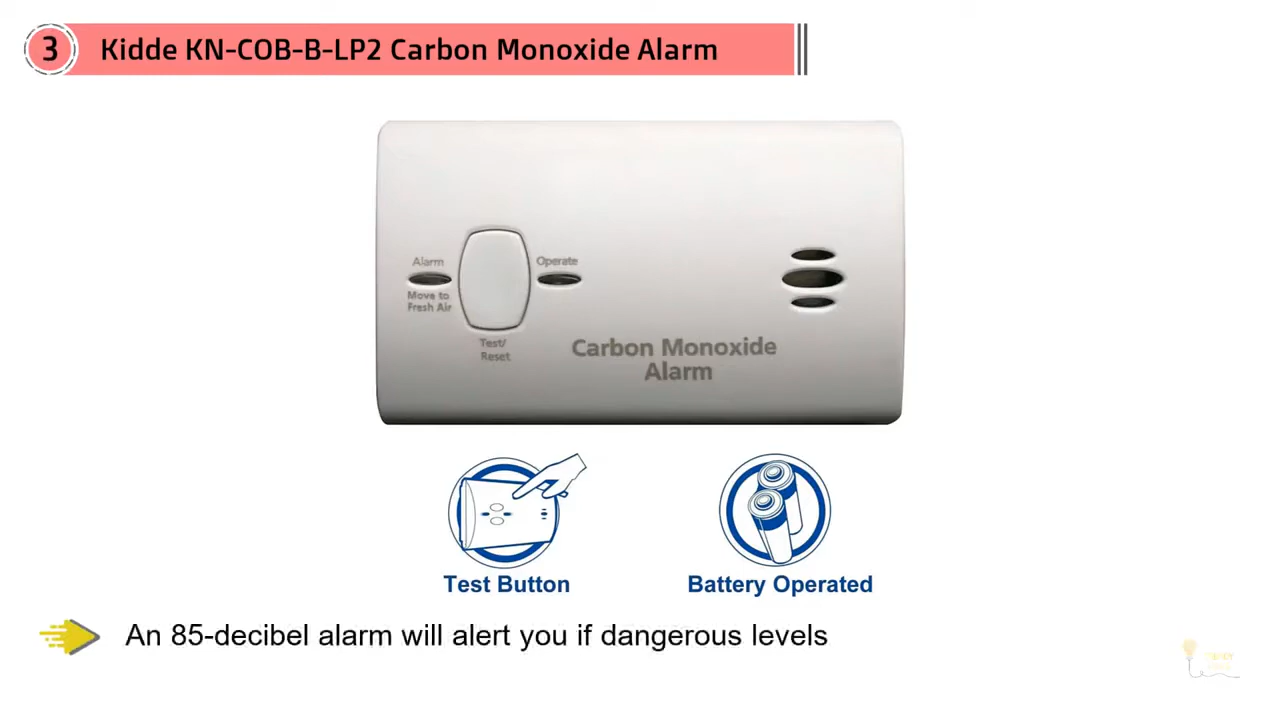 3 Kidde KN-COB-B-LP2 Carbon Monoxide Alarm
Alarm
Operate
Move to
Fresh Air
Test/
Reset
Carbon Monoxide
Alarm
Test Button
Battery Operated
An 85-decibel alarm will alert you if dangerous levels